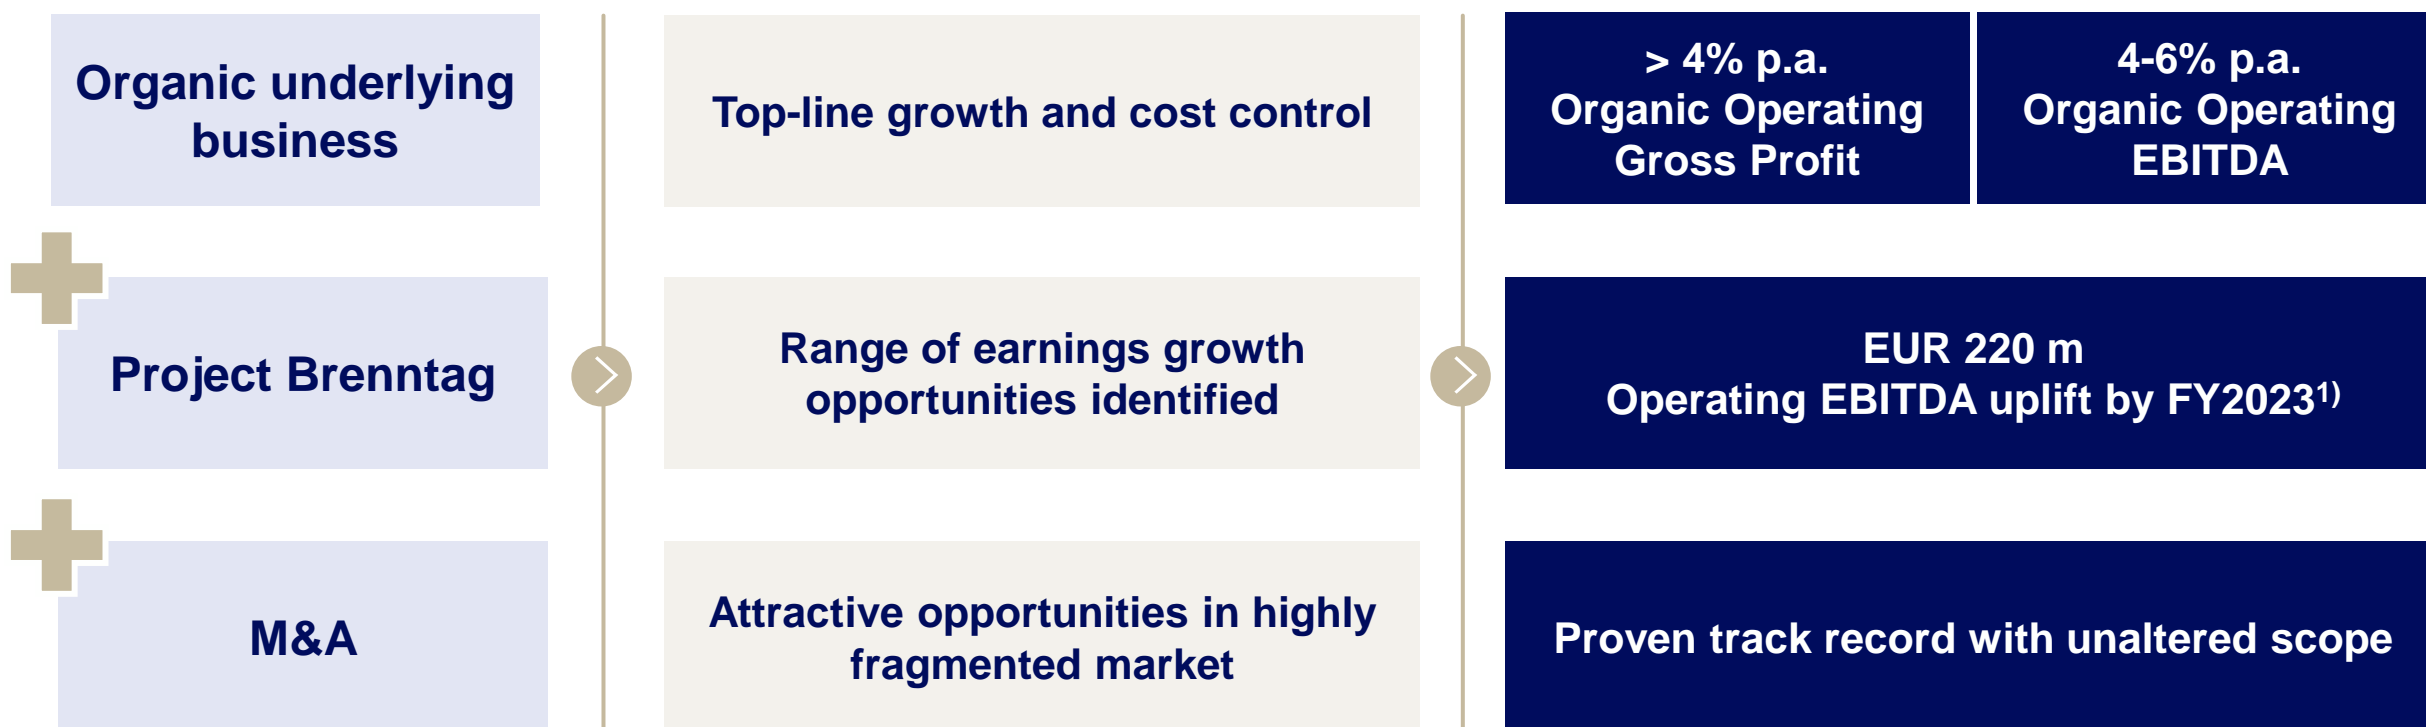 Organic underlying
business
Top-line growth and cost control
> 4% p.a.
Organic Operating
Gross Profit
4-6% p.a.
Organic Operating
EBITDA
Project Brenntag
Range of earnings growth
opportunities identified
EUR 220 m
Operating EBITDA uplift by FY2023¹⁾
M&A
Attractive opportunities in highly
fragmented market
Proven track record with unaltered scope